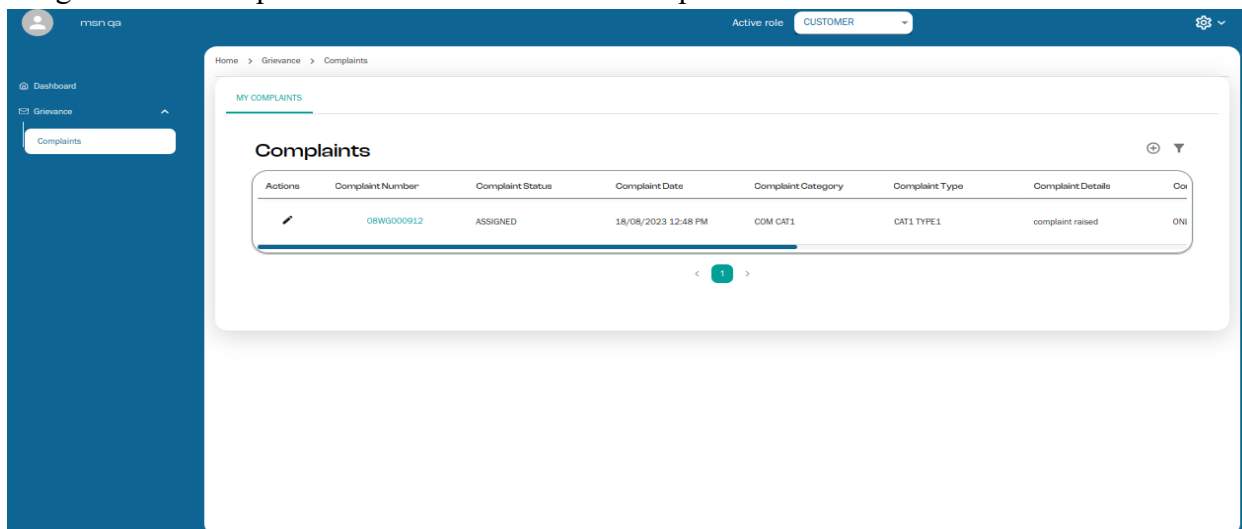 msn qa
Active role CUSTOMER
Home > Grievance > Complaints
Dashboard
Grievance
Complaints
MY COMPLAINTS
Complaints
Actions Complaint Number Complaint Status Complaint Date Complaint Category Complaint Type Complaint Details
08WG000912 ASSIGNED 18/08/2023 12:48 PM COM CAT1 CAT1 TYPE1 complaint raised
< 1 >